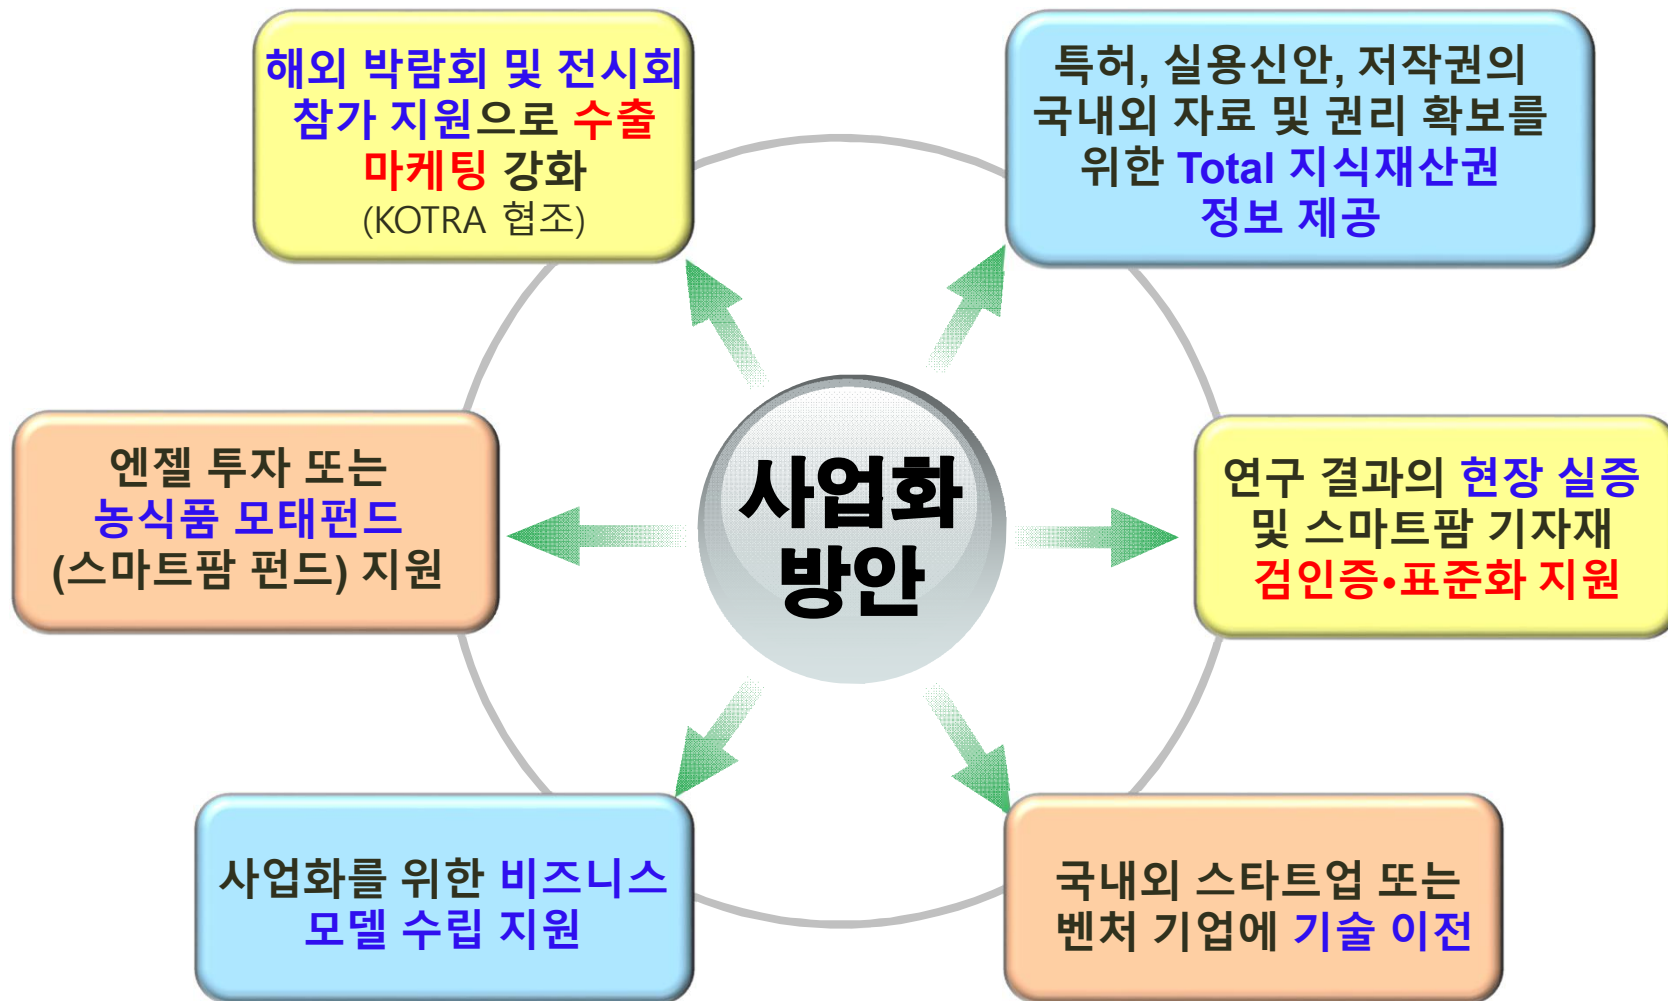 해외 박람회 및 전시회
참가 지원으로 수출
마케팅 강화
(KOTRA 협조)
특허, 실용신안, 저작권의
국내외 자료 및 권리 확보를
위한 Total 지식재산권
정보 제공
엔젤 투자 또는
농식품 모태펀드
(스마트팜 펀드) 지원
사업화
방안
연구 결과의 현장 실증
및 스마트팜 기자재
검인증•표준화 지원
사업화를 위한 비즈니스
모델 수립 지원
국내외 스타트업 또는
벤처 기업에 기술 이전